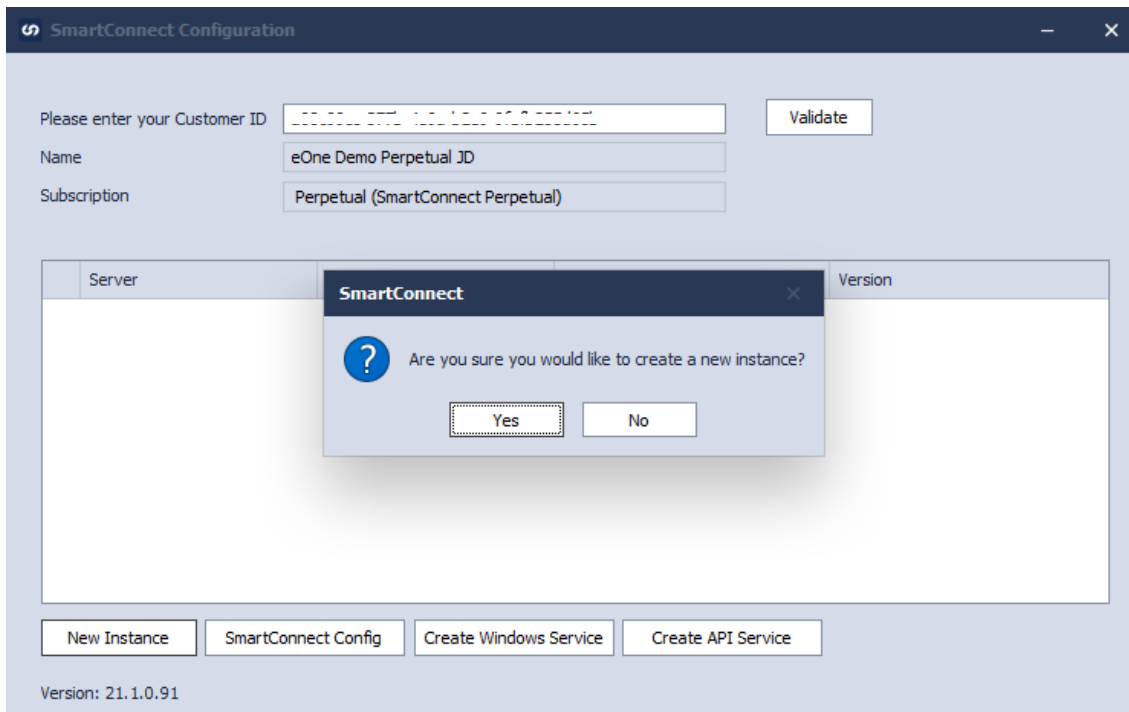 SmartConnect Configuration
Please enter your Customer ID
Validate
Name
eOne Demo Perpetual JD
Subscription
Perpetual (SmartConnect Perpetual)
Server
Version
SmartConnect
Are you sure you would like to create a new instance?
Yes
No
New Instance
SmartConnect Config
Create Windows Service
Create API Service
Version: 21.1.0.91